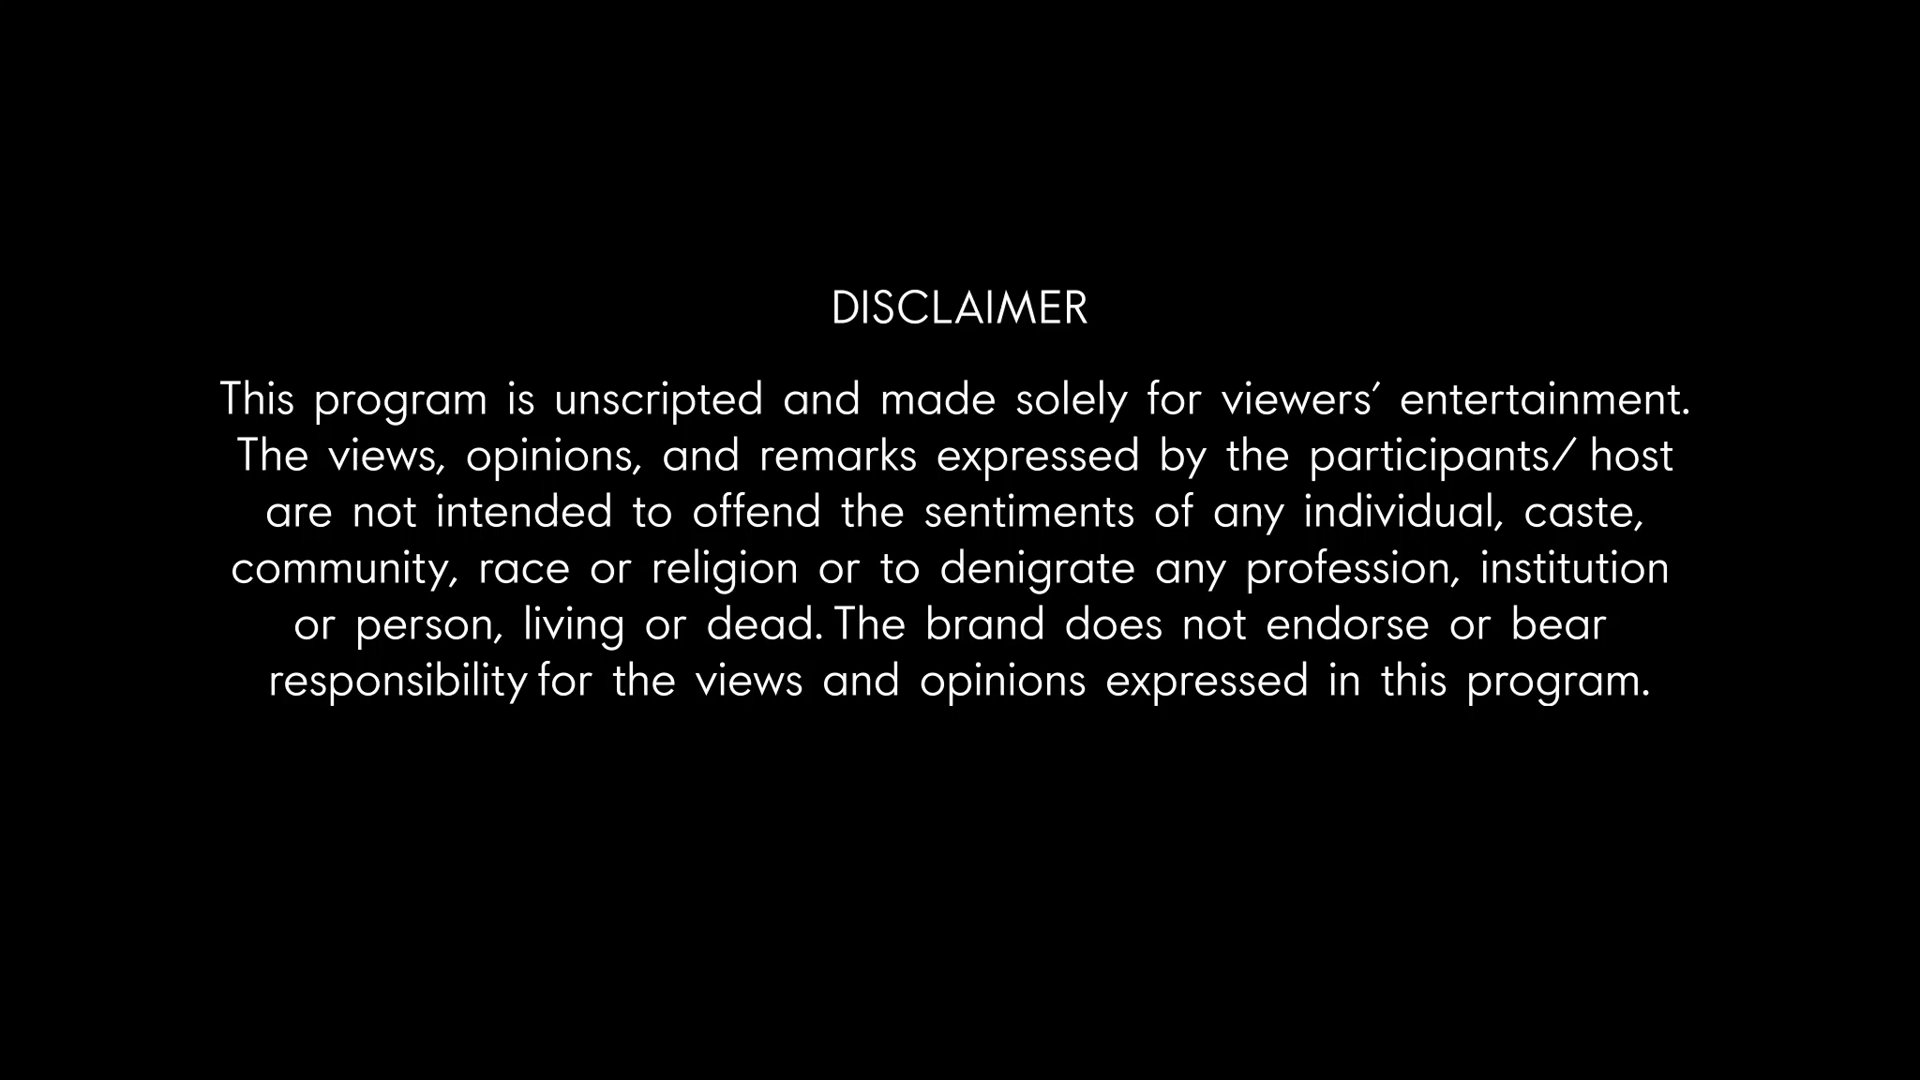 DISCLAIMER
This program is unscripted and made solely for viewers’ entertainment.
The views, opinions, and remarks expressed by the participants/ host
are not intended to offend the sentiments of any individual, caste,
community, race or religion or to denigrate any profession, institution
or person, living or dead. The brand does not endorse or bear
responsibility for the views and opinions expressed in this program.